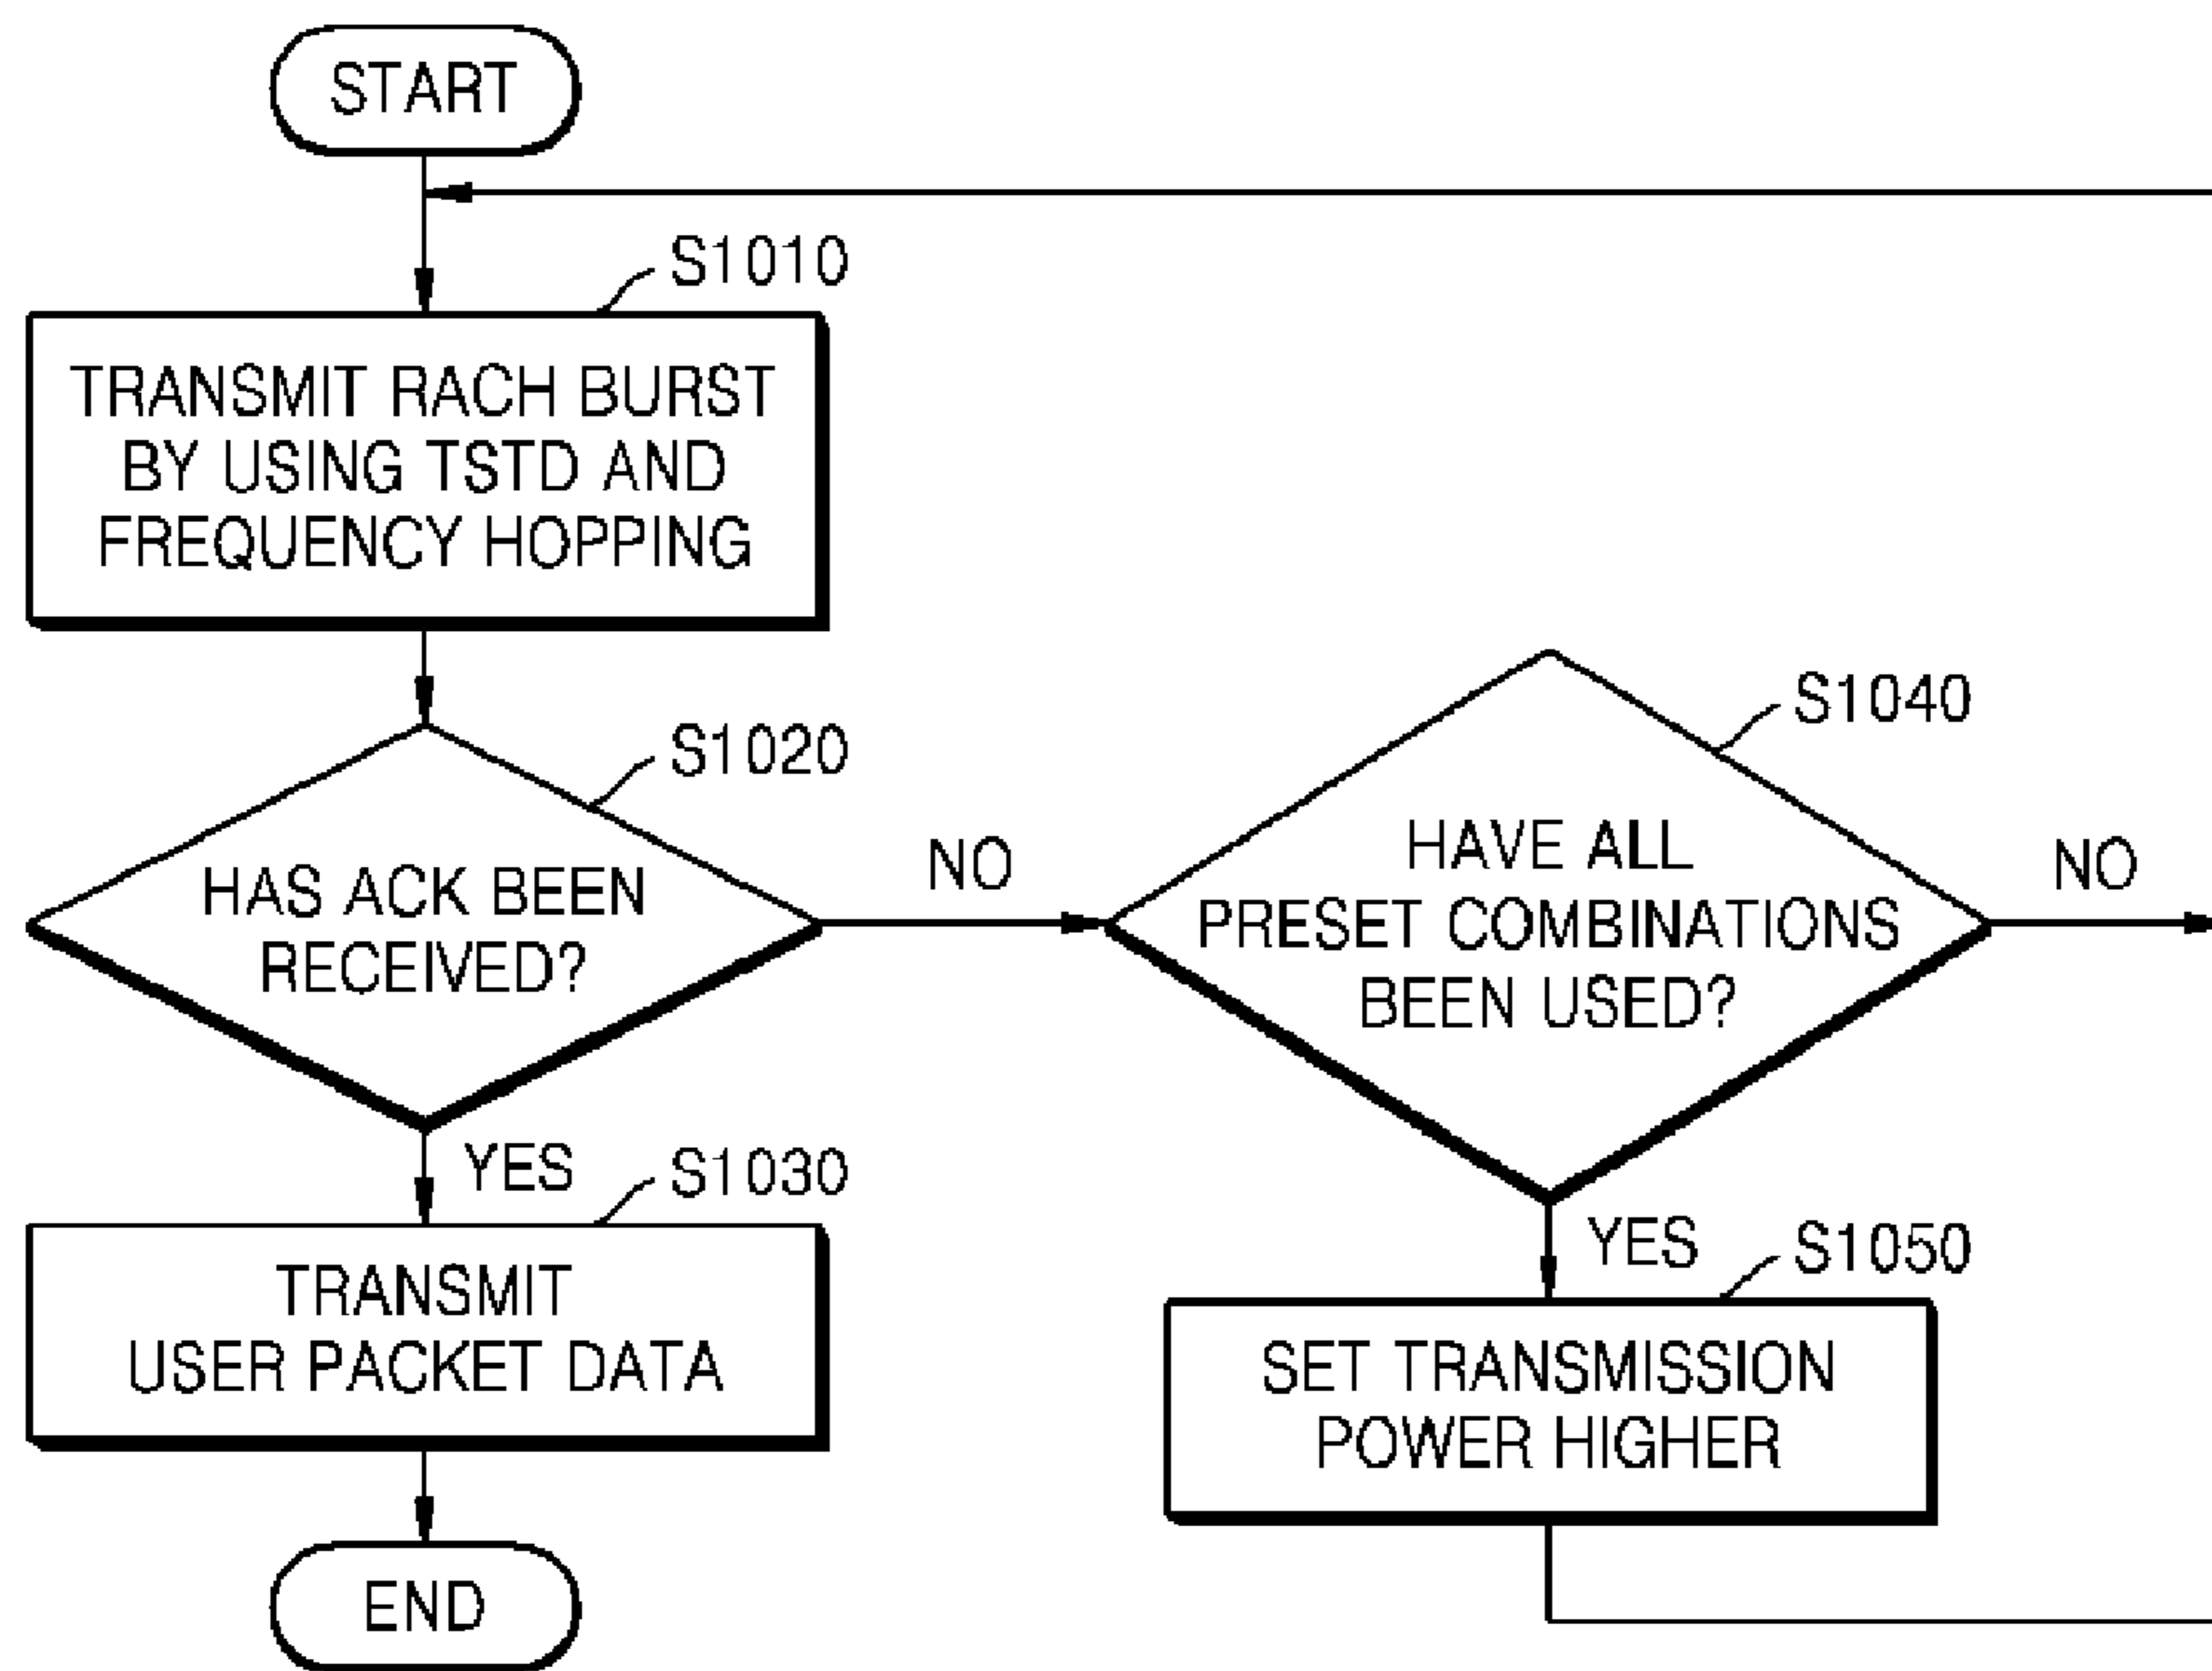 START
S1010
TRANSMIT RACH BURST
BY USING TSTD AND
FREQUENCY HOPPING
S1020
HAS ACK BEEN
RECEIVED?
NO
YES
S1030
TRANSMIT
USER PACKET DATA
END
S1040
HAVE ALL
PRESET COMBINATIONS
BEEN USED?
NO
YES
S1050
SET TRANSMISSION
POWER HIGHER